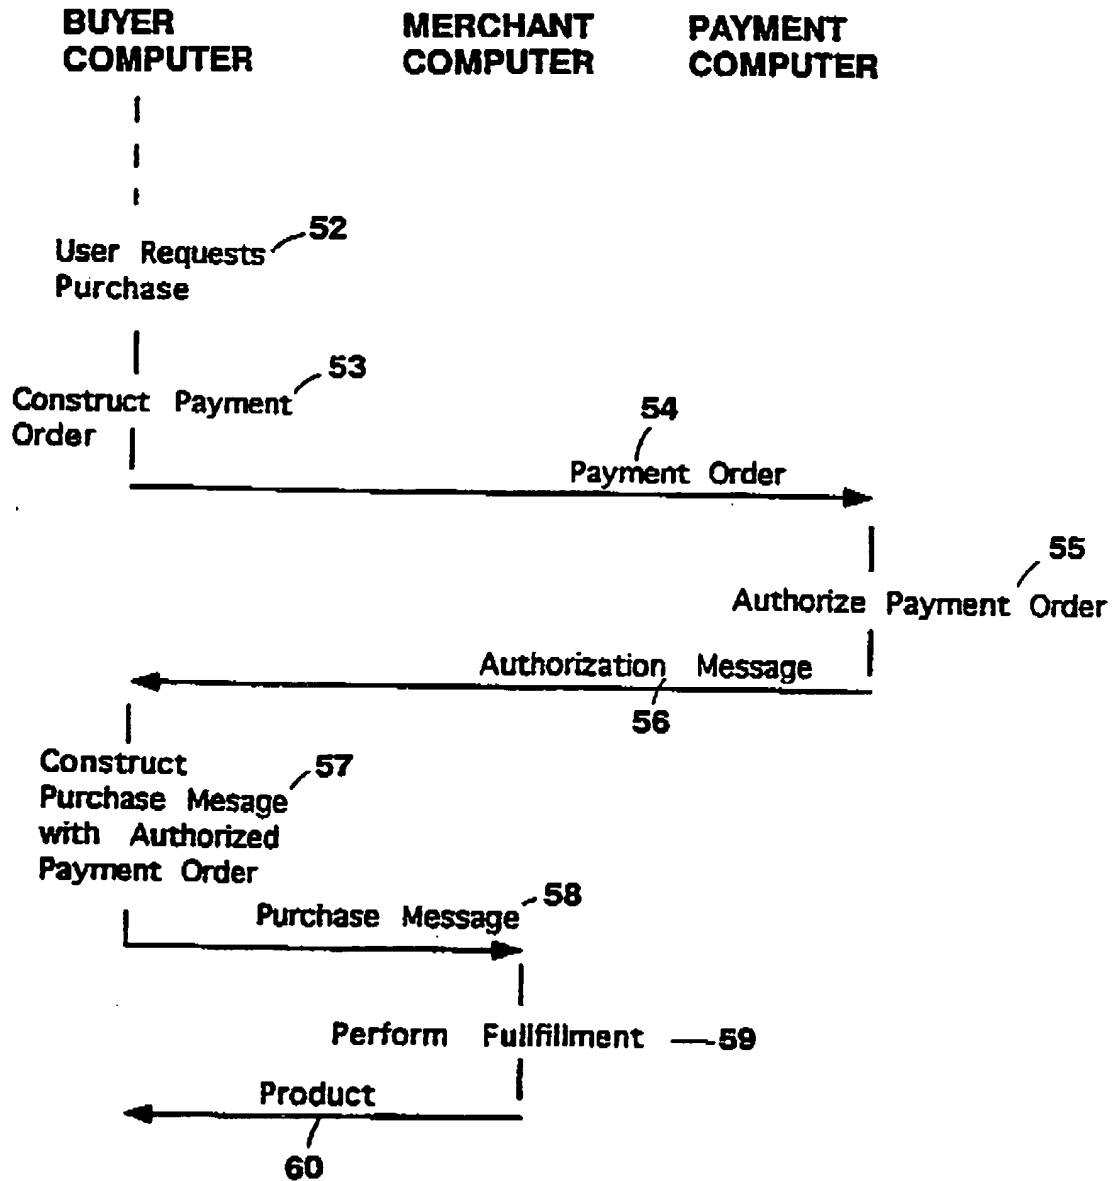 BUYER
COMPUTER
MERCHANT
COMPUTER
PAYMENT
COMPUTER
52
User Requests
Purchase
53
Construct Payment
Order
54
Payment Order
55
Authorize Payment Order
Authorization Message
56
Construct
57
Purchase Mesage
with Authorized
Payment Order
58
Purchase Message
Perform Fullfillment 59
Product
60